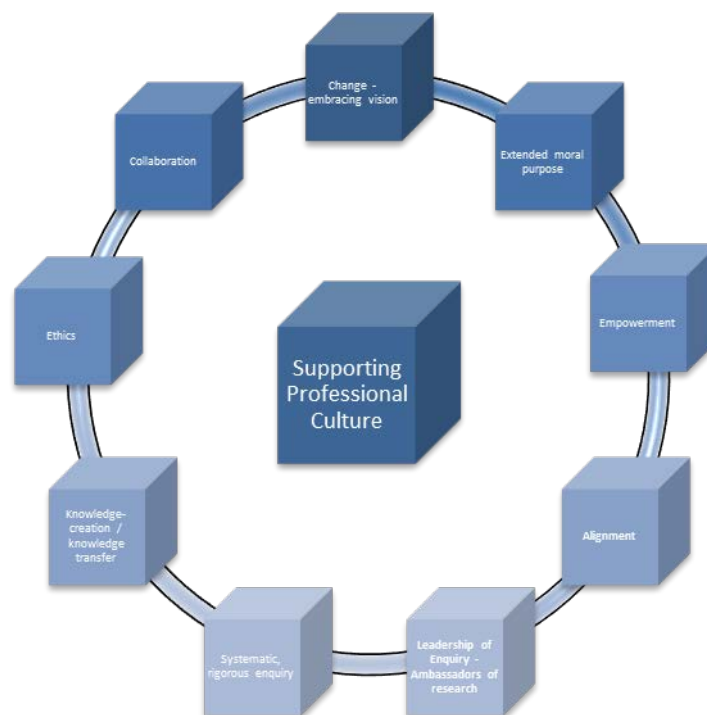 Change -
embracing vision
Extended moral
purpose
Empowerment
Alignment
Leadership of
Enquiry -
Ambassadors of
research
Systematic,
rigorous enquiry
Knowledge-
creation /
knowledge
transfer
Ethics
Collaboration
Supporting
Professional
Culture